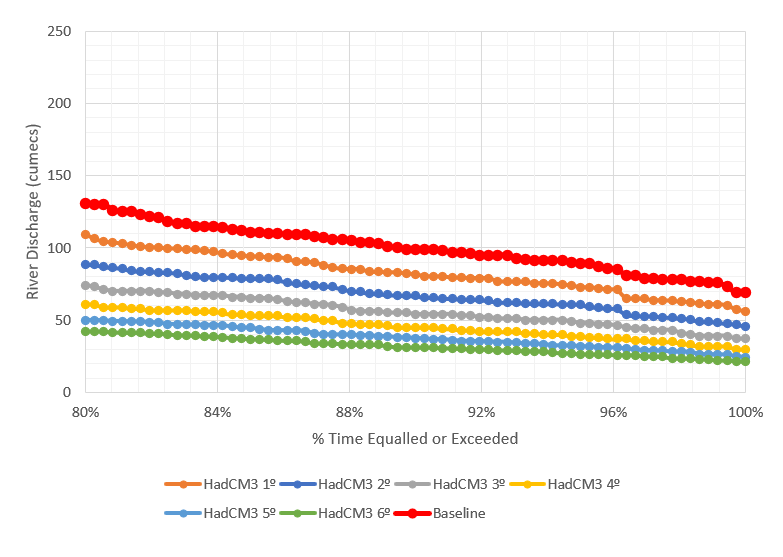 250
200
150
100
50
0
River Discharge (cumecs)
80% 84% 88% 92% 96% 100%
% Time Equalled or Exceeded
HadCM3 1º HadCM3 2º HadCM3 3º HadCM3 4º
HadCM3 5º HadCM3 6º Baseline